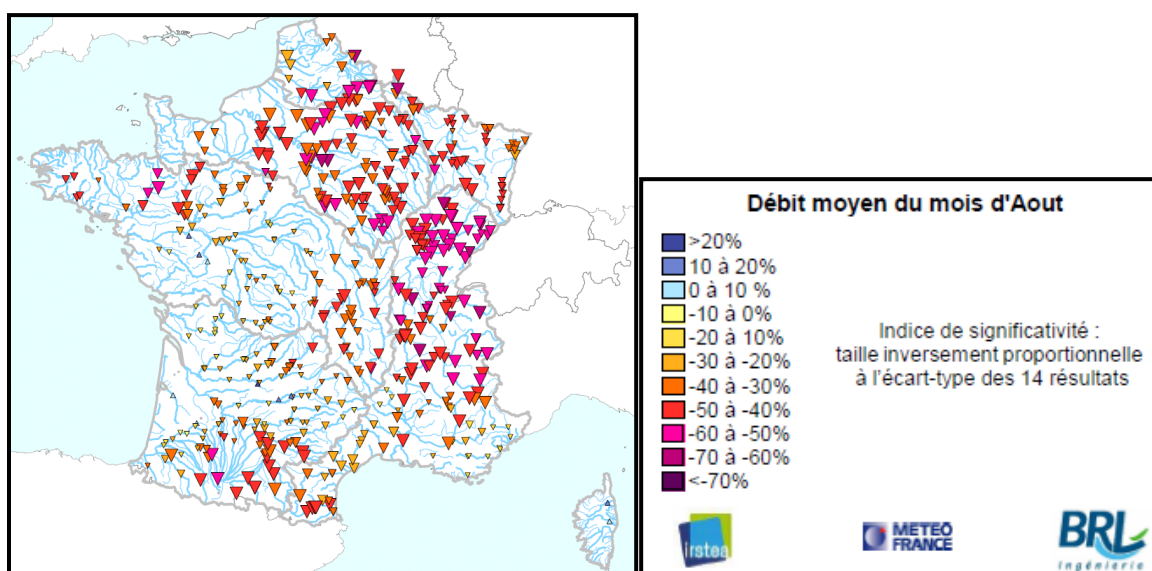 Débit moyen du mois d'Aout
>20%
10 à 20%
0 à 10 %
-10 à 0%
-20 à 10%
-30 à -20%
-40 à -30%
-50 à -40%
-60 à -50%
-70 à -60%
<-70%
Indice de significativité :
taille inversement proportionnelle
à l'écart-type des 14 résultats
irstea
METEO
FRANCE
BRL
Ingénierie